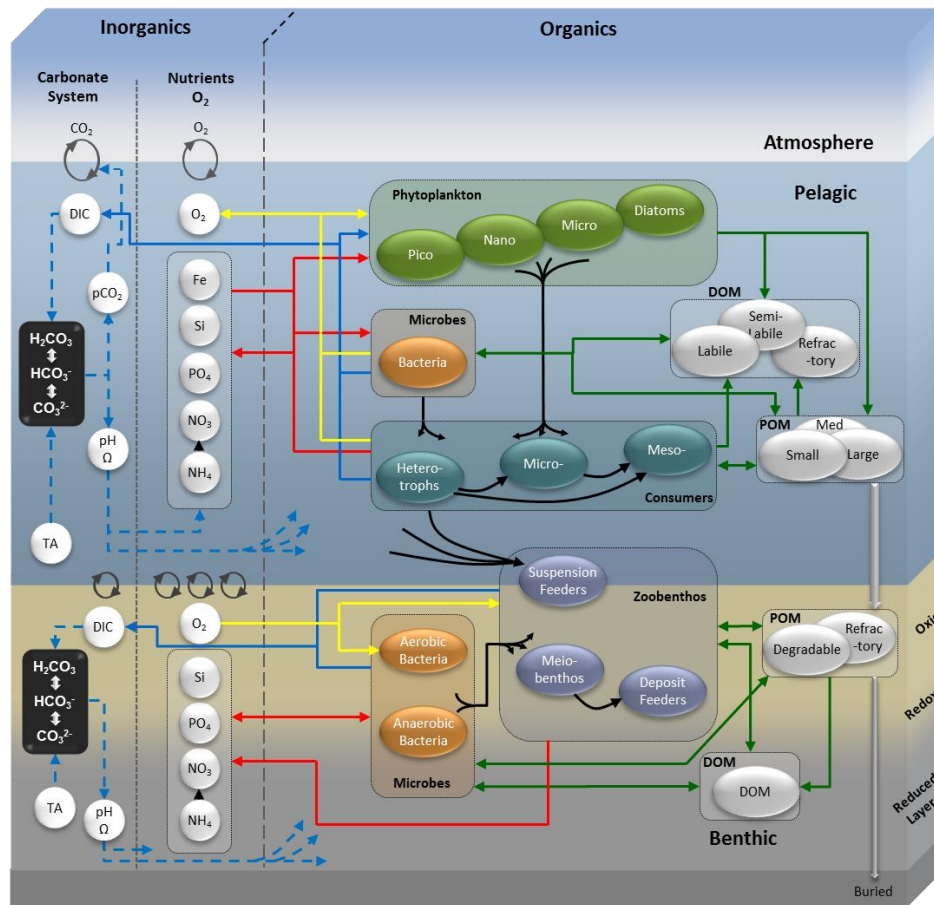 Inorganics
Organics
Carbonate
System
Nutrients
O₂
CO₂
O₂
Atmosphere
Pelagic
DIC
O₂
Phytoplankton
Pico
Nano
Micro
Diatoms
pCO₂
Fe
Si
PO₄
NO₃
NH₄
H₂CO₃
HCO₃⁻
CO₃²⁻
pH
Ω
TA
Microbes
Bacteria
DOM
Labile
Semi-
Labile
Refrac
-tory
POM
Small
Med
Large
Hetero-
trophs
Micro-
Meso-
Consumers
Suspension
Feeders
Zoobenthos
Meio-
benthos
Deposit
Feeders
DIC
O₂
Aerobic
Bacteria
Anaerobic
Bacteria
Microbes
POM
Degradable
Refrac
-tory
Oxic
Redox
Reduced
Layer
H₂CO₃
HCO₃⁻
CO₃²⁻
Si
PO₄
NO₃
NH₄
TA
pH
Ω
DOM
DOM
Benthic
Buried